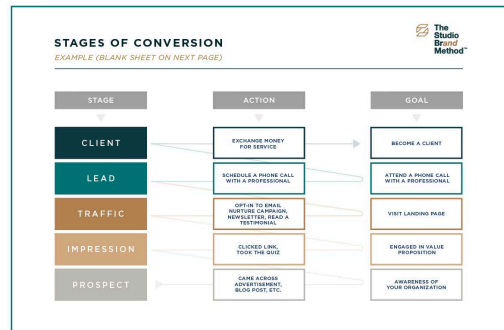 STAGES OF CONVERSION
EXAMPLE (BLANK SHEET ON NEXT PAGE)
The
Studio
Brand
Method™
STAGE
ACTION
GOAL
CLIENT
EXCHANGE MONEY
FOR SERVICE
BECOME A CLIENT
LEAD
SCHEDULE A PHONE CALL
WITH A PROFESSIONAL
ATTEND A PHONE CALL
WITH A PROFESSIONAL
TRAFFIC
OPT-IN TO EMAIL
NURTURE CAMPAIGN,
NEWSLETTER, READ A
TESTIMONIAL
VISIT LANDING PAGE
IMPRESSION
CLICKED LINK,
TOOK THE QUIZ
ENGAGED IN VALUE
PROPOSITION
PROSPECT
CAME ACROSS
ADVERTISEMENT,
BLOG POST, ETC.
AWARENESS OF
YOUR ORGANIZATION